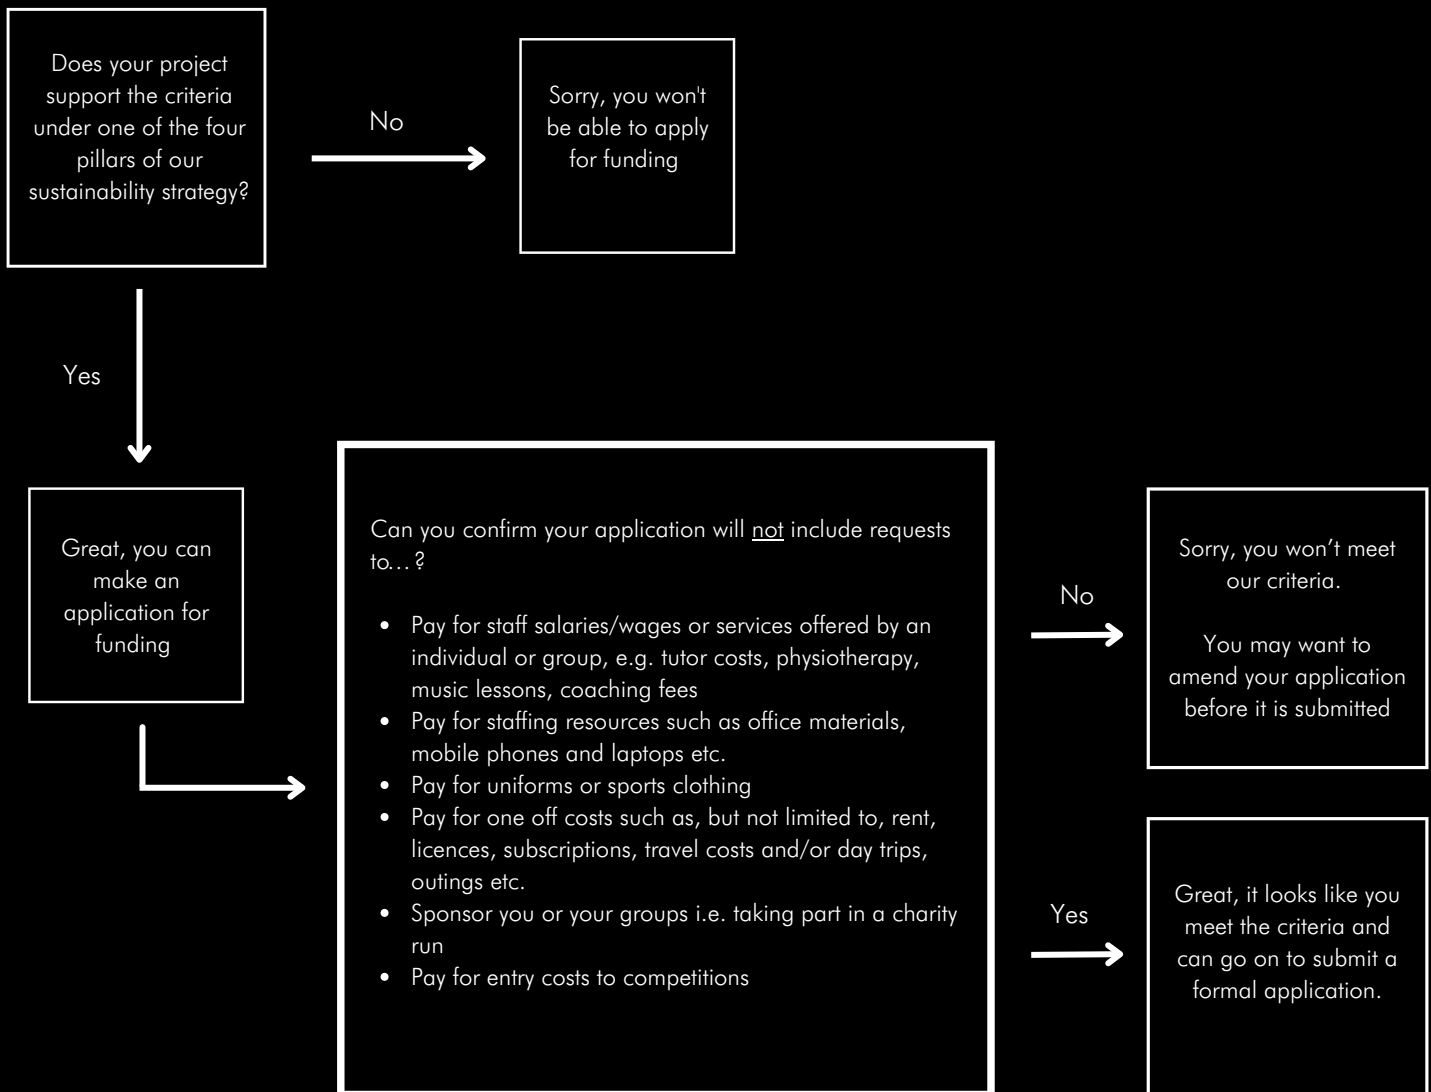 Does your project
support the criteria
under one of the four
pillars of our
sustainability strategy?
No
Sorry, you won't
be able to apply
for funding
Yes
Great, you can
make an
application for
funding
Can you confirm your application will not include requests
to...?
• Pay for staff salaries/wages or services offered by an
individual or group, e.g. tutor costs, physiotherapy,
music lessons, coaching fees
• Pay for staffing resources such as office materials,
mobile phones and laptops etc.
• Pay for uniforms or sports clothing
• Pay for one off costs such as, but not limited to, rent,
licences, subscriptions, travel costs and/or day trips,
outings etc.
• Sponsor you or your groups i.e. taking part in a charity
run
• Pay for entry costs to competitions
No
Sorry, you won’t meet
our criteria.
You may want to
amend your application
before it is submitted
Yes
Great, it looks like you
meet the criteria and
can go on to submit a
formal application.